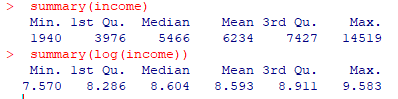 > summary(income)
Min. 1st Qu. Median Mean 3rd Qu. Max.
1940 3976 5466 6234 7427 14519
> summary(log(income))
Min. 1st Qu. Median Mean 3rd Qu. Max.
7.570 8.286 8.604 8.593 8.911 9.583